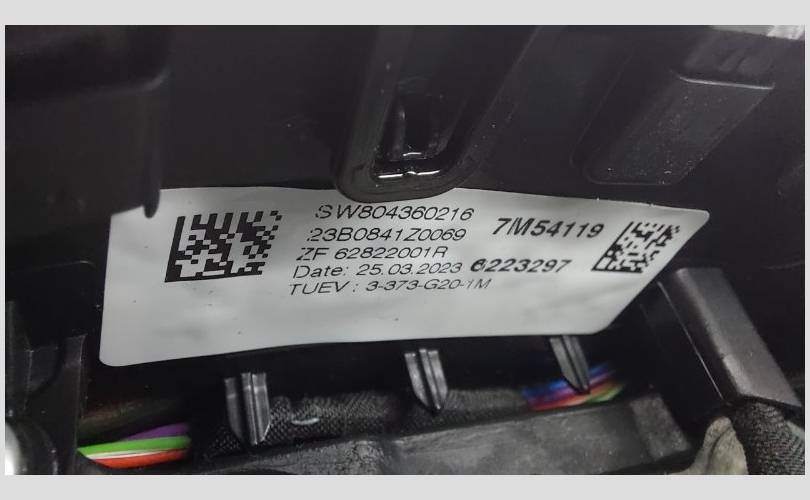 SW804360216
23B0841Z0069 7M54119
ZF 62822001R
Date: 25.03.2023 6223297
TUEV : 3-373-G20-1M